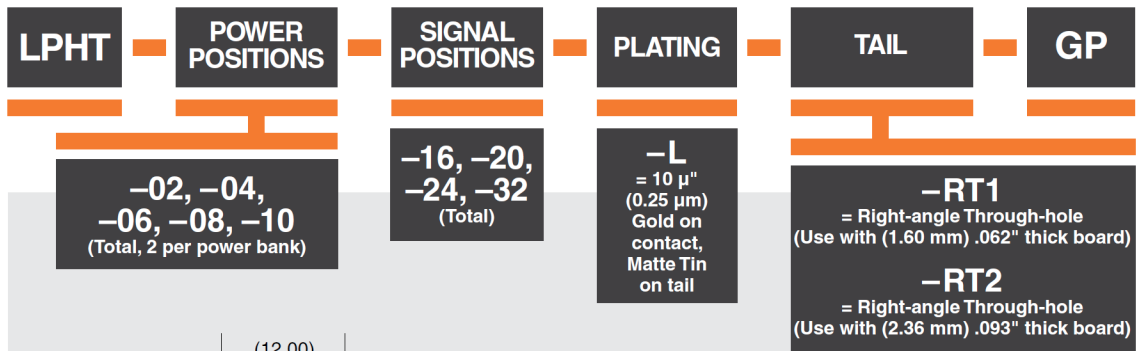 LPHT
POWER
POSITIONS
SIGNAL
POSITIONS
PLATING
TAIL
GP
–02, –04,
–06, –08, –10
(Total, 2 per power bank)
–16, –20,
–24, –32
(Total)
–L
= 10 µ"
(0.25 µm)
Gold on
contact,
Matte Tin
on tail
–RT1
= Right-angle Through-hole
(Use with (1.60 mm) .062" thick board)
–RT2
= Right-angle Through-hole
(Use with (2.36 mm) .093" thick board)
(12.00)